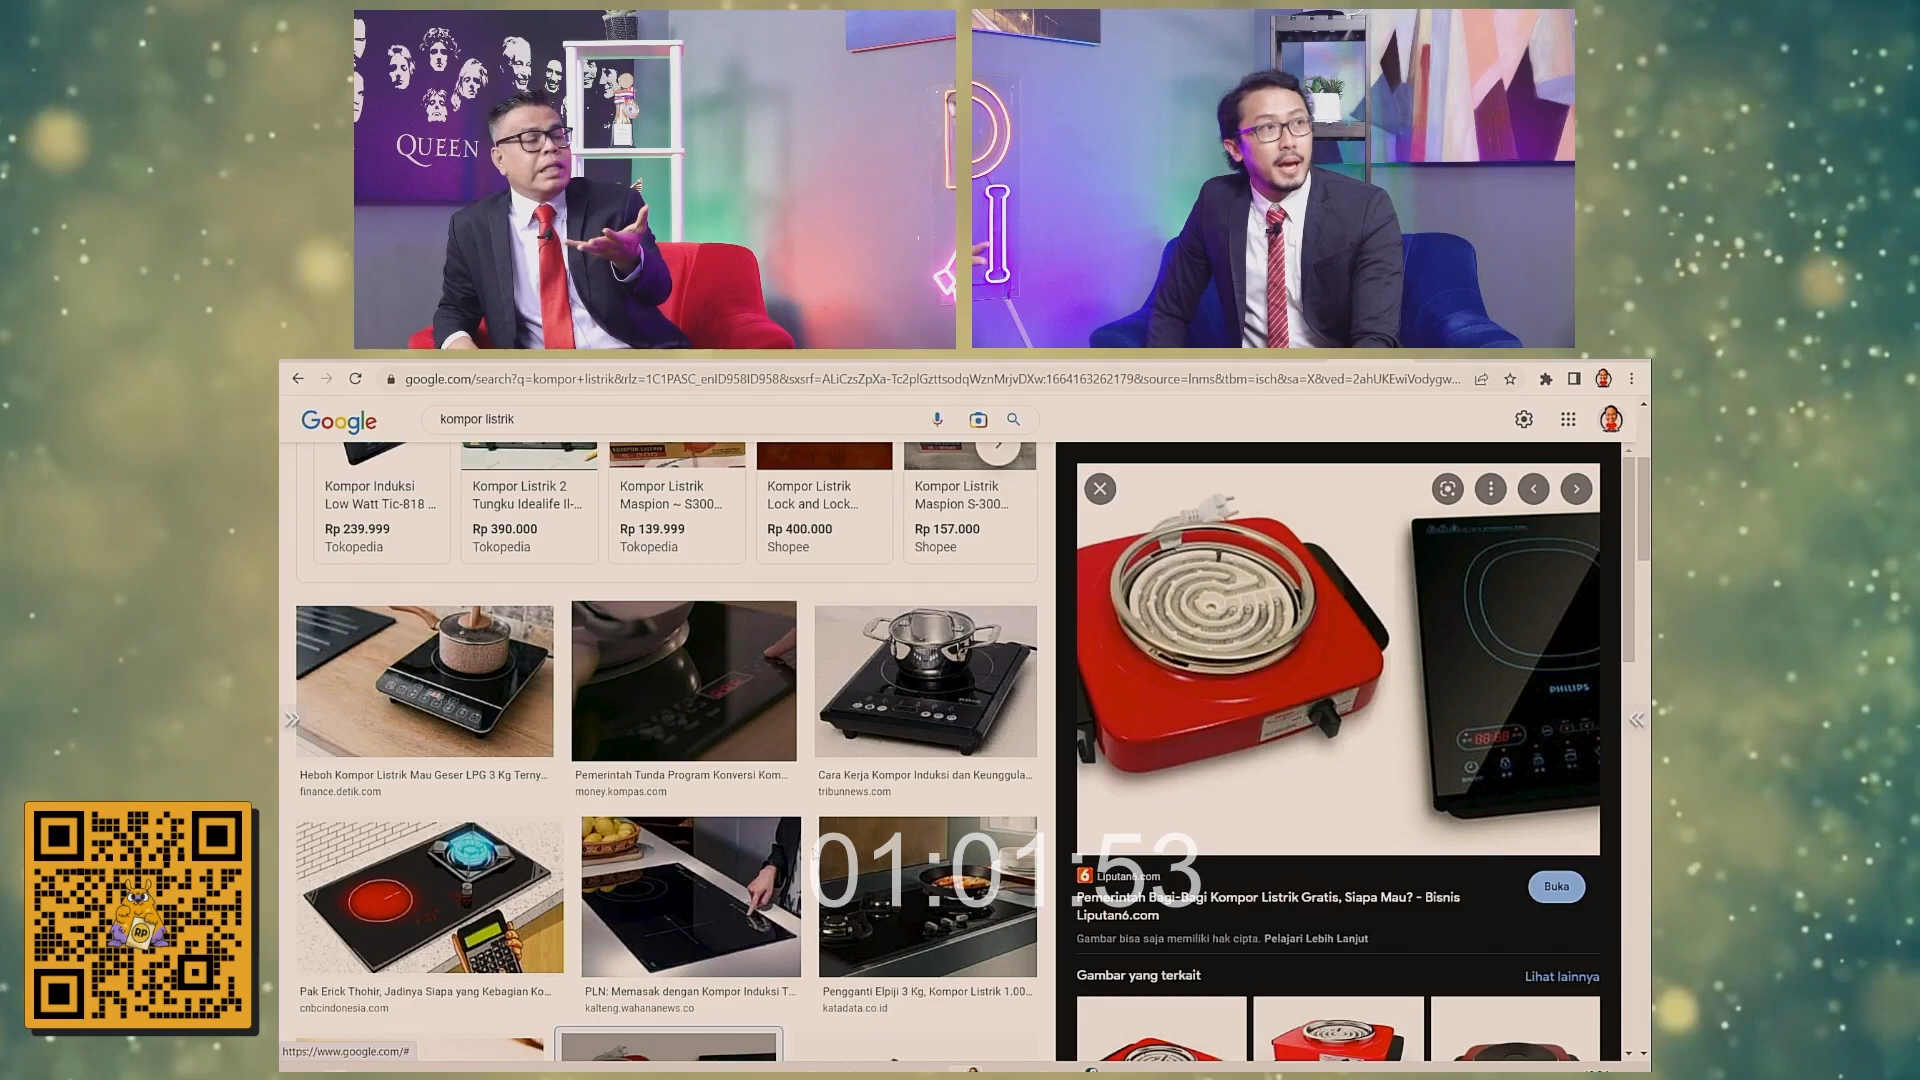 QUEEN
google.com/search?q=kompor+listrik&rlz=1C1PASC_enID958ID958&sxsrf=ALiCzsZpXa-Tc2plGzttsodqWznMrjvDXw:1664163262179&source=lnms&tbm=isch&sa=X&ved=2ahUKEwiVodygw...
Google
kompor listrik
Kompor Induksi
Low Watt Tic-818 ...
Rp 239.999
Tokopedia
Kompor Listrik 2
Tungku Idealife Il-...
Rp 390.000
Tokopedia
Kompor Listrik
Maspion ~ S300...
Rp 139.999
Tokopedia
Kompor Listrik
Lock and Lock...
Rp 400.000
Shopee
Kompor Listrik
Maspion S-300...
Rp 157.000
Shopee
PHILIPS
Heboh Kompor Listrik Mau Geser LPG 3 Kg Terny...
finance.detik.com
Pemerintah Tunda Program Konversi Kom...
money.kompas.com
Cara Kerja Kompor Induksi dan Keunggula...
tribunnews.com
01:01:53
6 Liputan6.com
Pemerintah Bagi-Bagi Kompor Listrik Gratis, Siapa Mau? - Bisnis
Liputan6.com
Buka
Gambar bisa saja memiliki hak cipta. Pelajari Lebih Lanjut
Gambar yang terkait
Lihat lainnya
RP
Pak Erick Thohir, Jadinya Siapa yang Kebagian Ko...
cnbcindonesia.com
PLN: Memasak dengan Kompor Induksi T...
kalteng.wahananews.co
Pengganti Elpiji 3 Kg, Kompor Listrik 1.00...
katadata.co.id
https://www.google.com/#